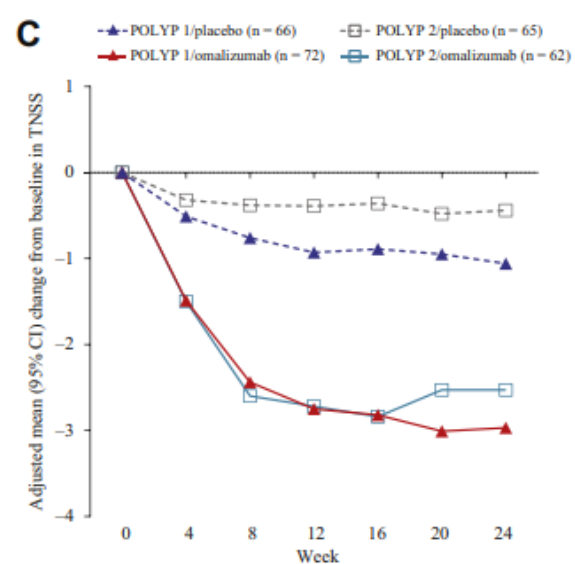 C
POLYP 1/placebo (n = 66) POLYP 2/placebo (n = 65)
POLYP 1/omalizumab (n = 72) POLYP 2/omalizumab (n = 62)
Adjusted mean (95% CI) change from baseline in TNSS
1
0
–1
–2
–3
–4
0 4 8 12 16 20 24
Week